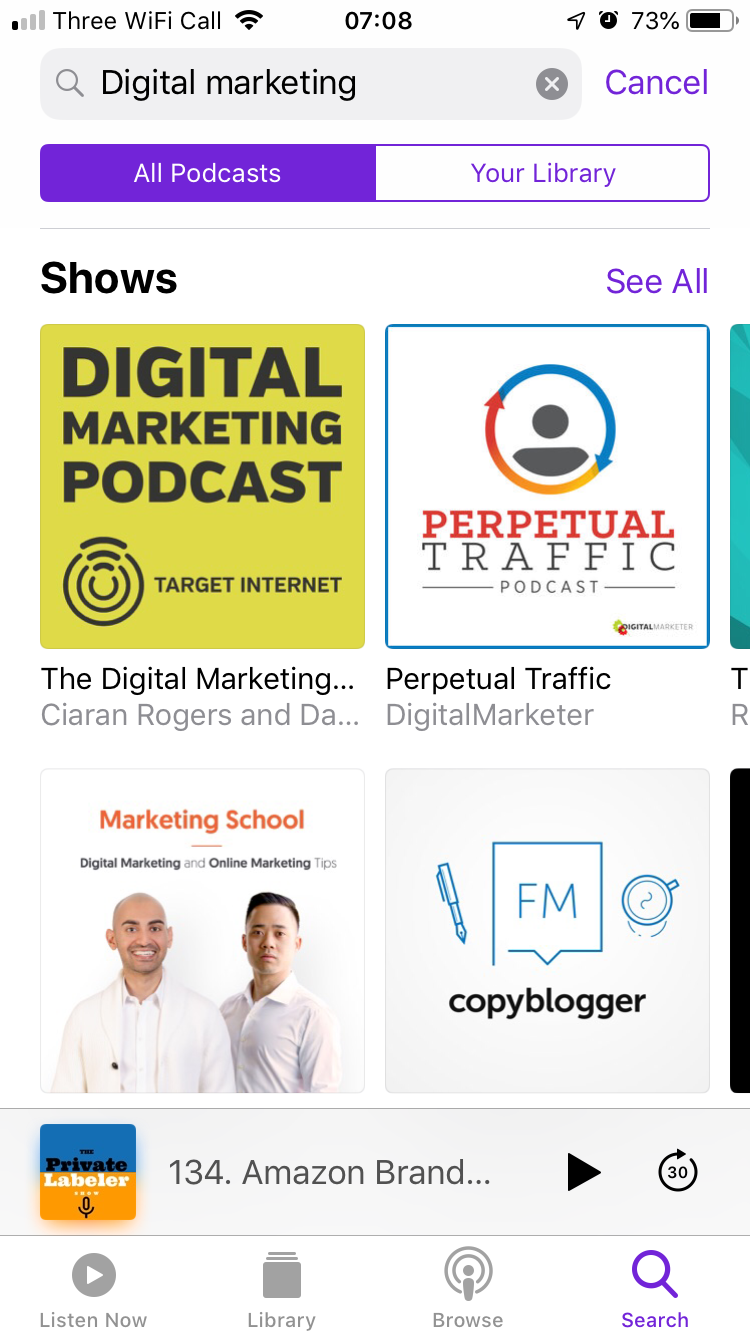 Three WiFi Call 07:08 73%
Digital marketing
Cancel
All Podcasts
Your Library
Shows
See All
DIGITAL
MARKETING
PODCAST
TARGET INTERNET
PERPETUAL
TRAFFIC
PODCAST
DIGITALMARKETER
The Digital Marketing...
Ciaran Rogers and Da...
Perpetual Traffic
DigitalMarketer
T
R
Marketing School
Digital Marketing and Online Marketing Tips
FM
copyblogger
THE
Private
Labeler
SHOW
134. Amazon Brand...
30
Listen Now
Library
Browse
Search